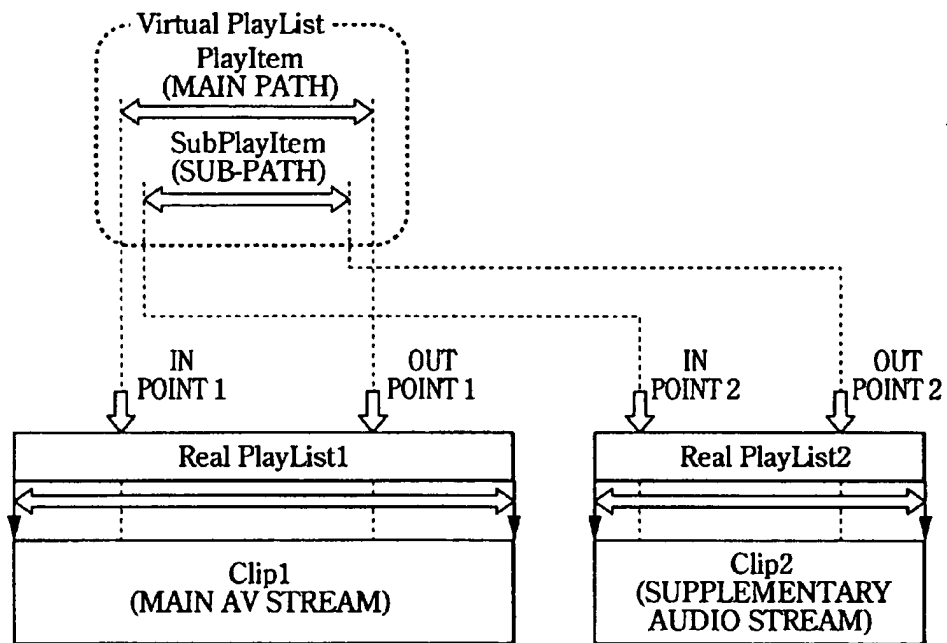 Virtual PlayList
PlayItem
(MAIN PATH)
SubPlayItem
(SUB-PATH)
IN
POINT 1
OUT
POINT 1
IN
POINT 2
OUT
POINT 2
Real PlayList1
Real PlayList2
Clip1
(MAIN AV STREAM)
Clip2
(SUPPLEMENTARY
AUDIO STREAM)